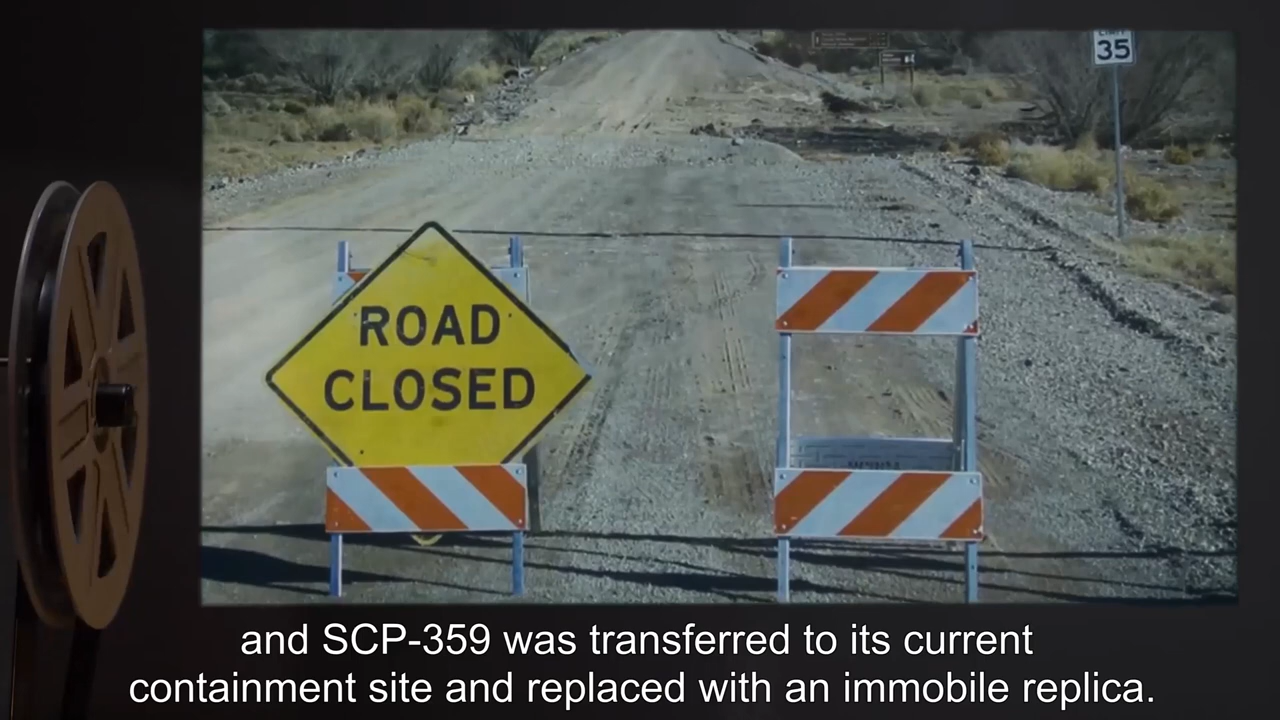 35
ROAD
CLOSED
and SCP-359 was transferred to its current
containment site and replaced with an immobile replica.